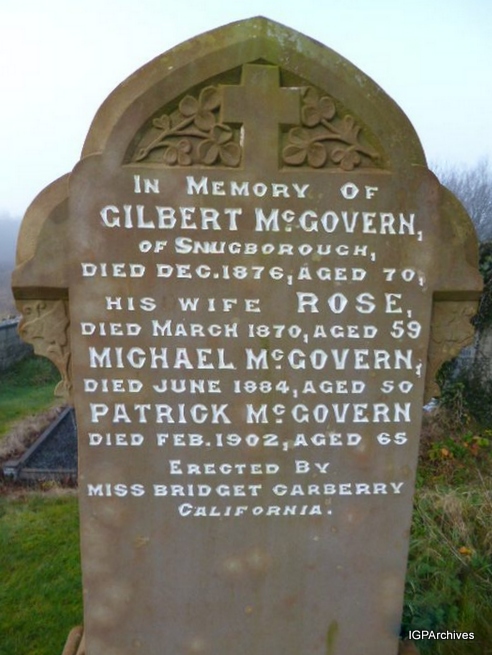 IN MEMORY OF
GILBERT McGOVERN,
OF SNUGBOROUGH,
DIED DEC. 1876, AGED 70,
HIS WIFE ROSE,
DIED MARCH 1870, AGED 59
MICHAEL McGOVERN,
DIED JUNE 1884, AGED 50
PATRICK McGOVERN
DIED FEB. 1902, AGED 65
ERECTED BY
MISS BRIDGET CARBERRY
CALIFORNIA.
IGPArchives